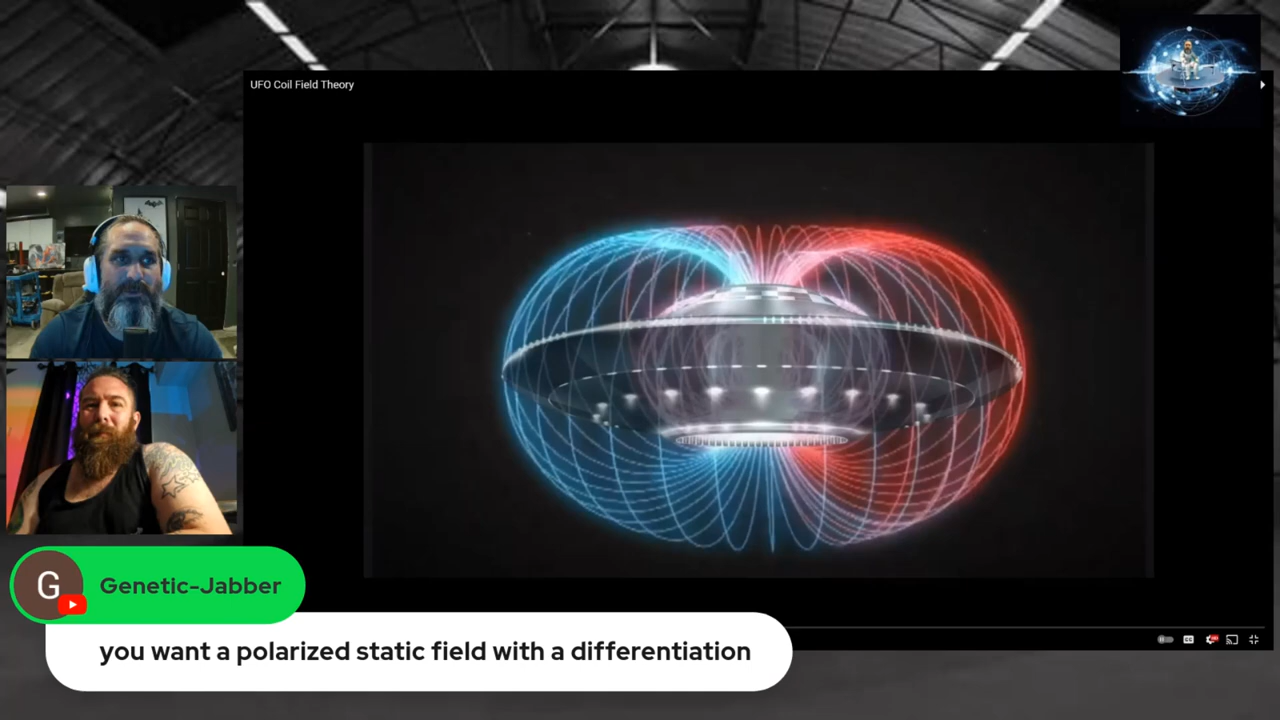 UFO Coil Field Theory
G
Genetic-Jabber
you want a polarized static field with a differentiation